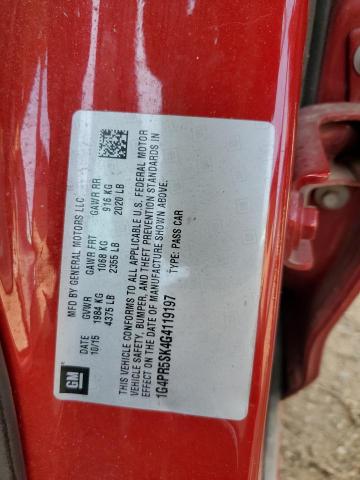 MFD BY GENERAL MOTORS LLC
DATE GVWR GAWR FRT GAWR RR
10/15 1984 KG 1068 KG 916 KG
4375 LB 2355 LB 2020 LB
THIS VEHICLE CONFORMS TO ALL APPLICABLE U.S. FEDERAL MOTOR
VEHICLE SAFETY, BUMPER, AND THEFT PREVENTION STANDARDS IN
EFFECT ON THE DATE OF MANUFACTURE SHOWN ABOVE.
1G4PR5SK4G4119197 TYPE: PASS CAR
GM